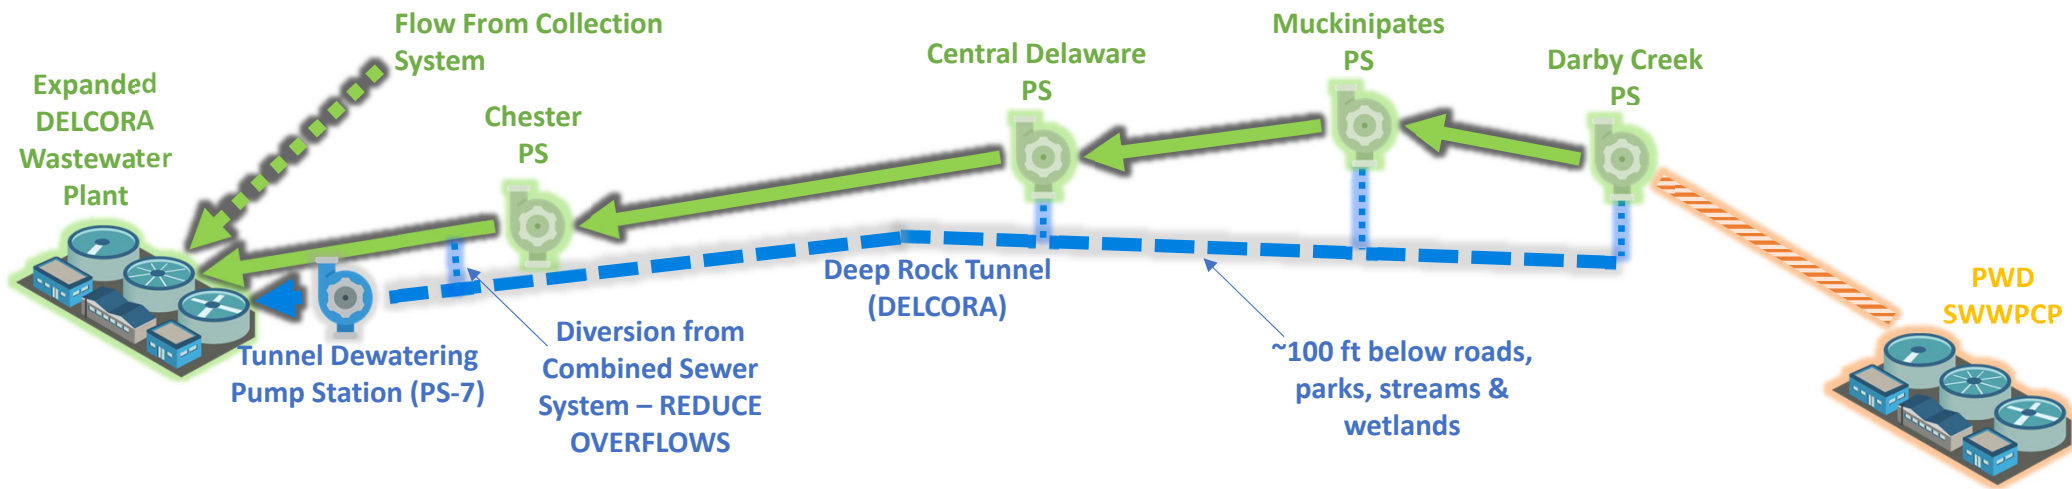 Flow From Collection
System
Expanded
DELCORA
Wastewater
Plant
Chester
PS
Central Delaware
PS
Muckinipates
PS
Darby Creek
PS
Deep Rock Tunnel
(DELCORA)
Tunnel Dewatering
Pump Station (PS-7)
Diversion from
Combined Sewer
System – REDUCE
OVERFLOWS
~100 ft below roads,
parks, streams &
wetlands
PWD
SWWPCP